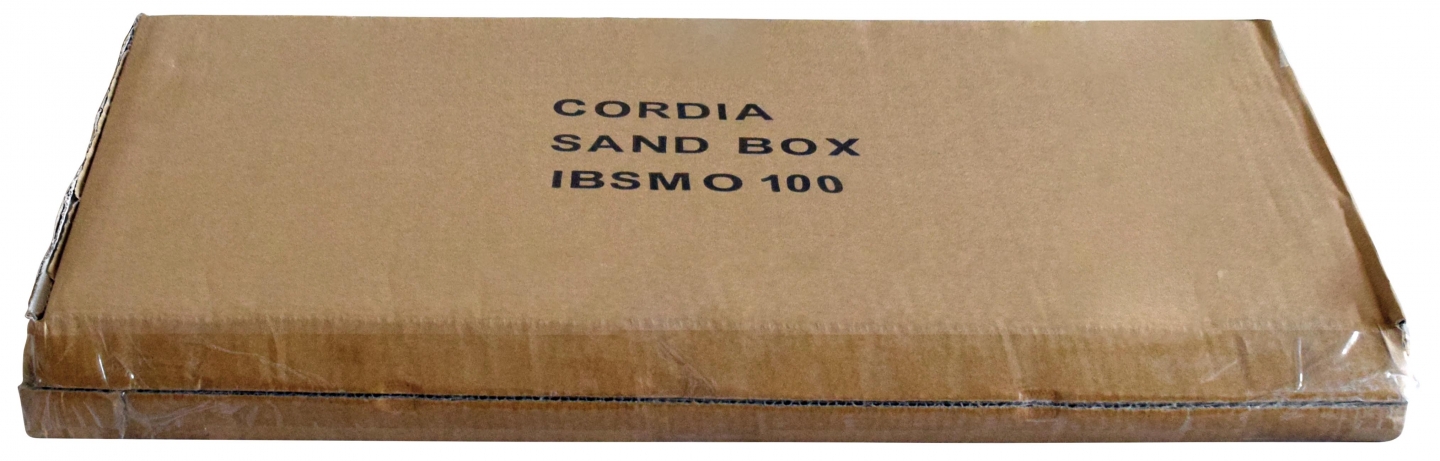 CORDIA
SAND BOX
IBSMO 100